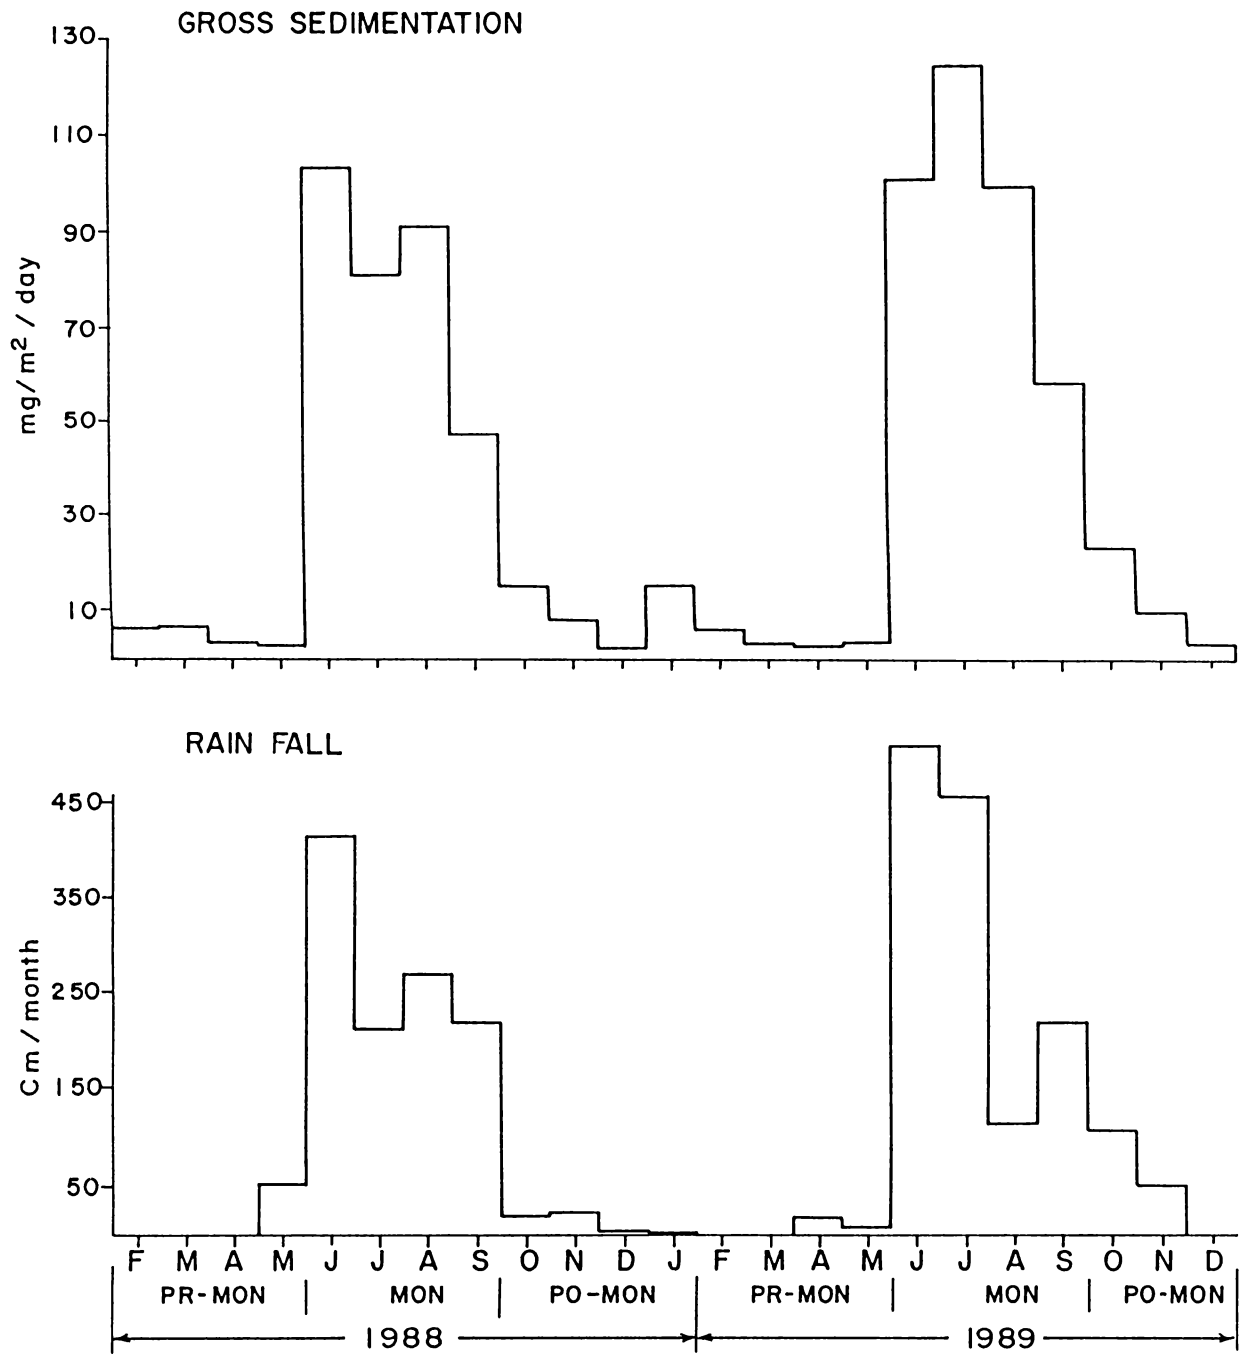 GROSS SEDIMENTATION
130
110
90
70
50
30
10
mg/m² / day
RAIN FALL
450
350
250
150
50
Cm/month
F M A M J J A S O N D J F M A M J J A S O N D
PR-MON MON PO-MON PR-MON MON PO-MON
1988 1989